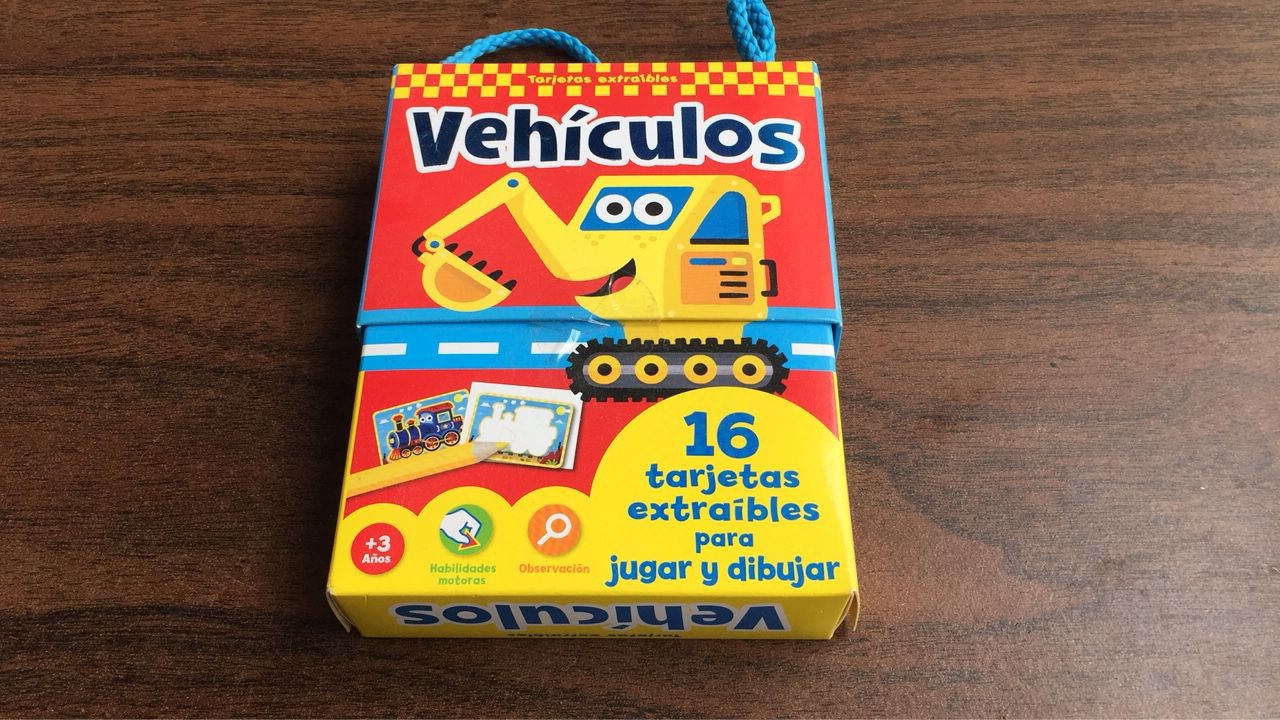 Tarjetas extraíbles
Vehículos
16
tarjetas
extraíbles
para
jugar y dibujar
+3
Años
Habilidades
motoras
Observación
Vehículos
Tarjetas extraíbles